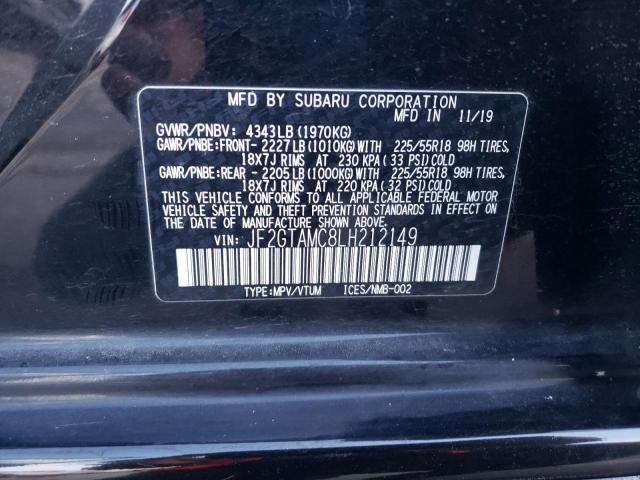 MFD BY SUBARU CORPORATION
MFD IN 11/19
GVWR/PNBV: 4343LB(1970KG)
GAWR/PNBE:FRONT- 2227LB(1010KG)WITH 225/55R18 98H TIRES,
18X7J RIMS AT 230 KPA(33 PSI)COLD
GAWR/PNBE:REAR - 2205LB(1000KG)WITH 225/55R18 98H TIRES,
18X7J RIMS AT 220 KPA(32 PSI)COLD
THIS VEHICLE CONFORMS TO ALL APPLICABLE FEDERAL MOTOR
VEHICLE SAFETY AND THEFT PREVENTION STANDARDS IN EFFECT ON
THE DATE OF MANUFACTURE SHOWN ABOVE.
VIN: JF2GTAMC8LH212149
TYPE:MPV/VTUM ICES/NMB-002